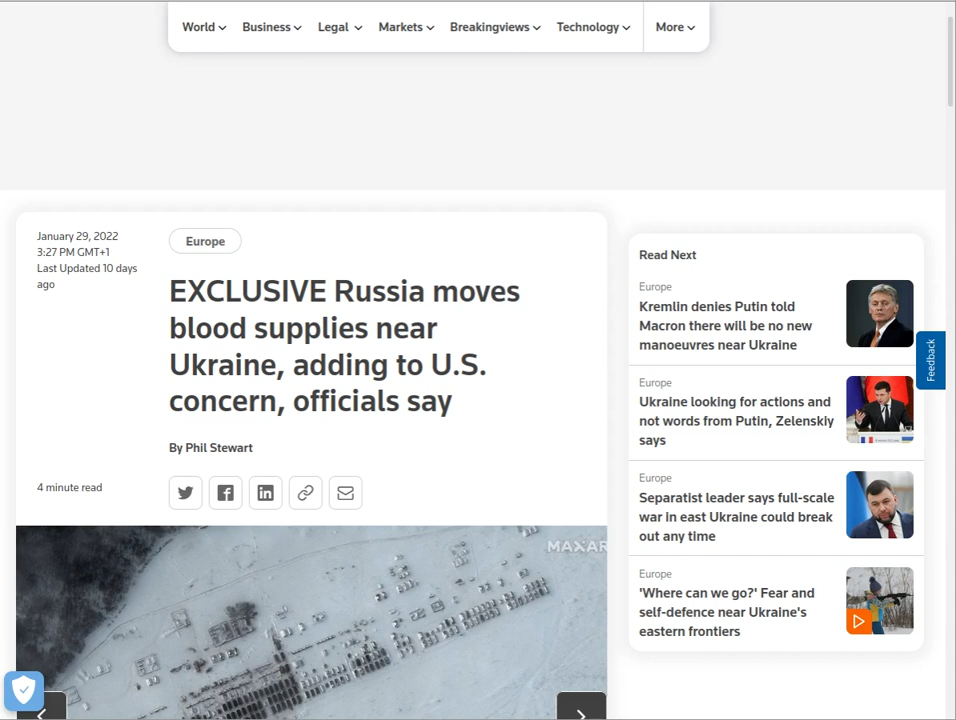 World
Business
Legal
Markets
Breakingviews
Technology
More
January 29, 2022
3:27 PM GMT+1
Last Updated 10 days
ago
Europe
EXCLUSIVE Russia moves
blood supplies near
Ukraine, adding to U.S.
concern, officials say
By Phil Stewart
4 minute read
MAXAR
Read Next
Europe
Kremlin denies Putin told
Macron there will be no new
manoeuvres near Ukraine
Europe
Ukraine looking for actions and
not words from Putin, Zelenskiy
says
Europe
Separatist leader says full-scale
war in east Ukraine could break
out any time
Europe
'Where can we go?' Fear and
self-defence near Ukraine's
eastern frontiers
Feedback